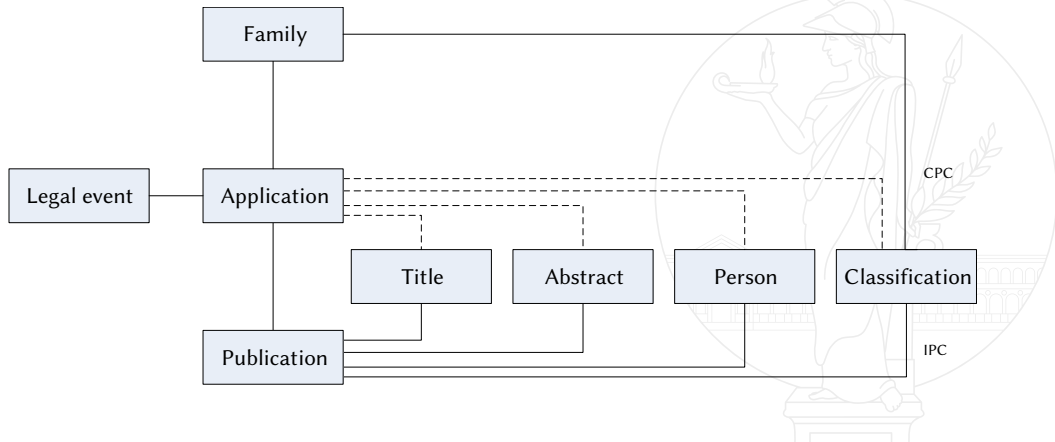 Family
CPC
Legal event
Application
Title
Abstract
Person
Classification
Publication
IPC